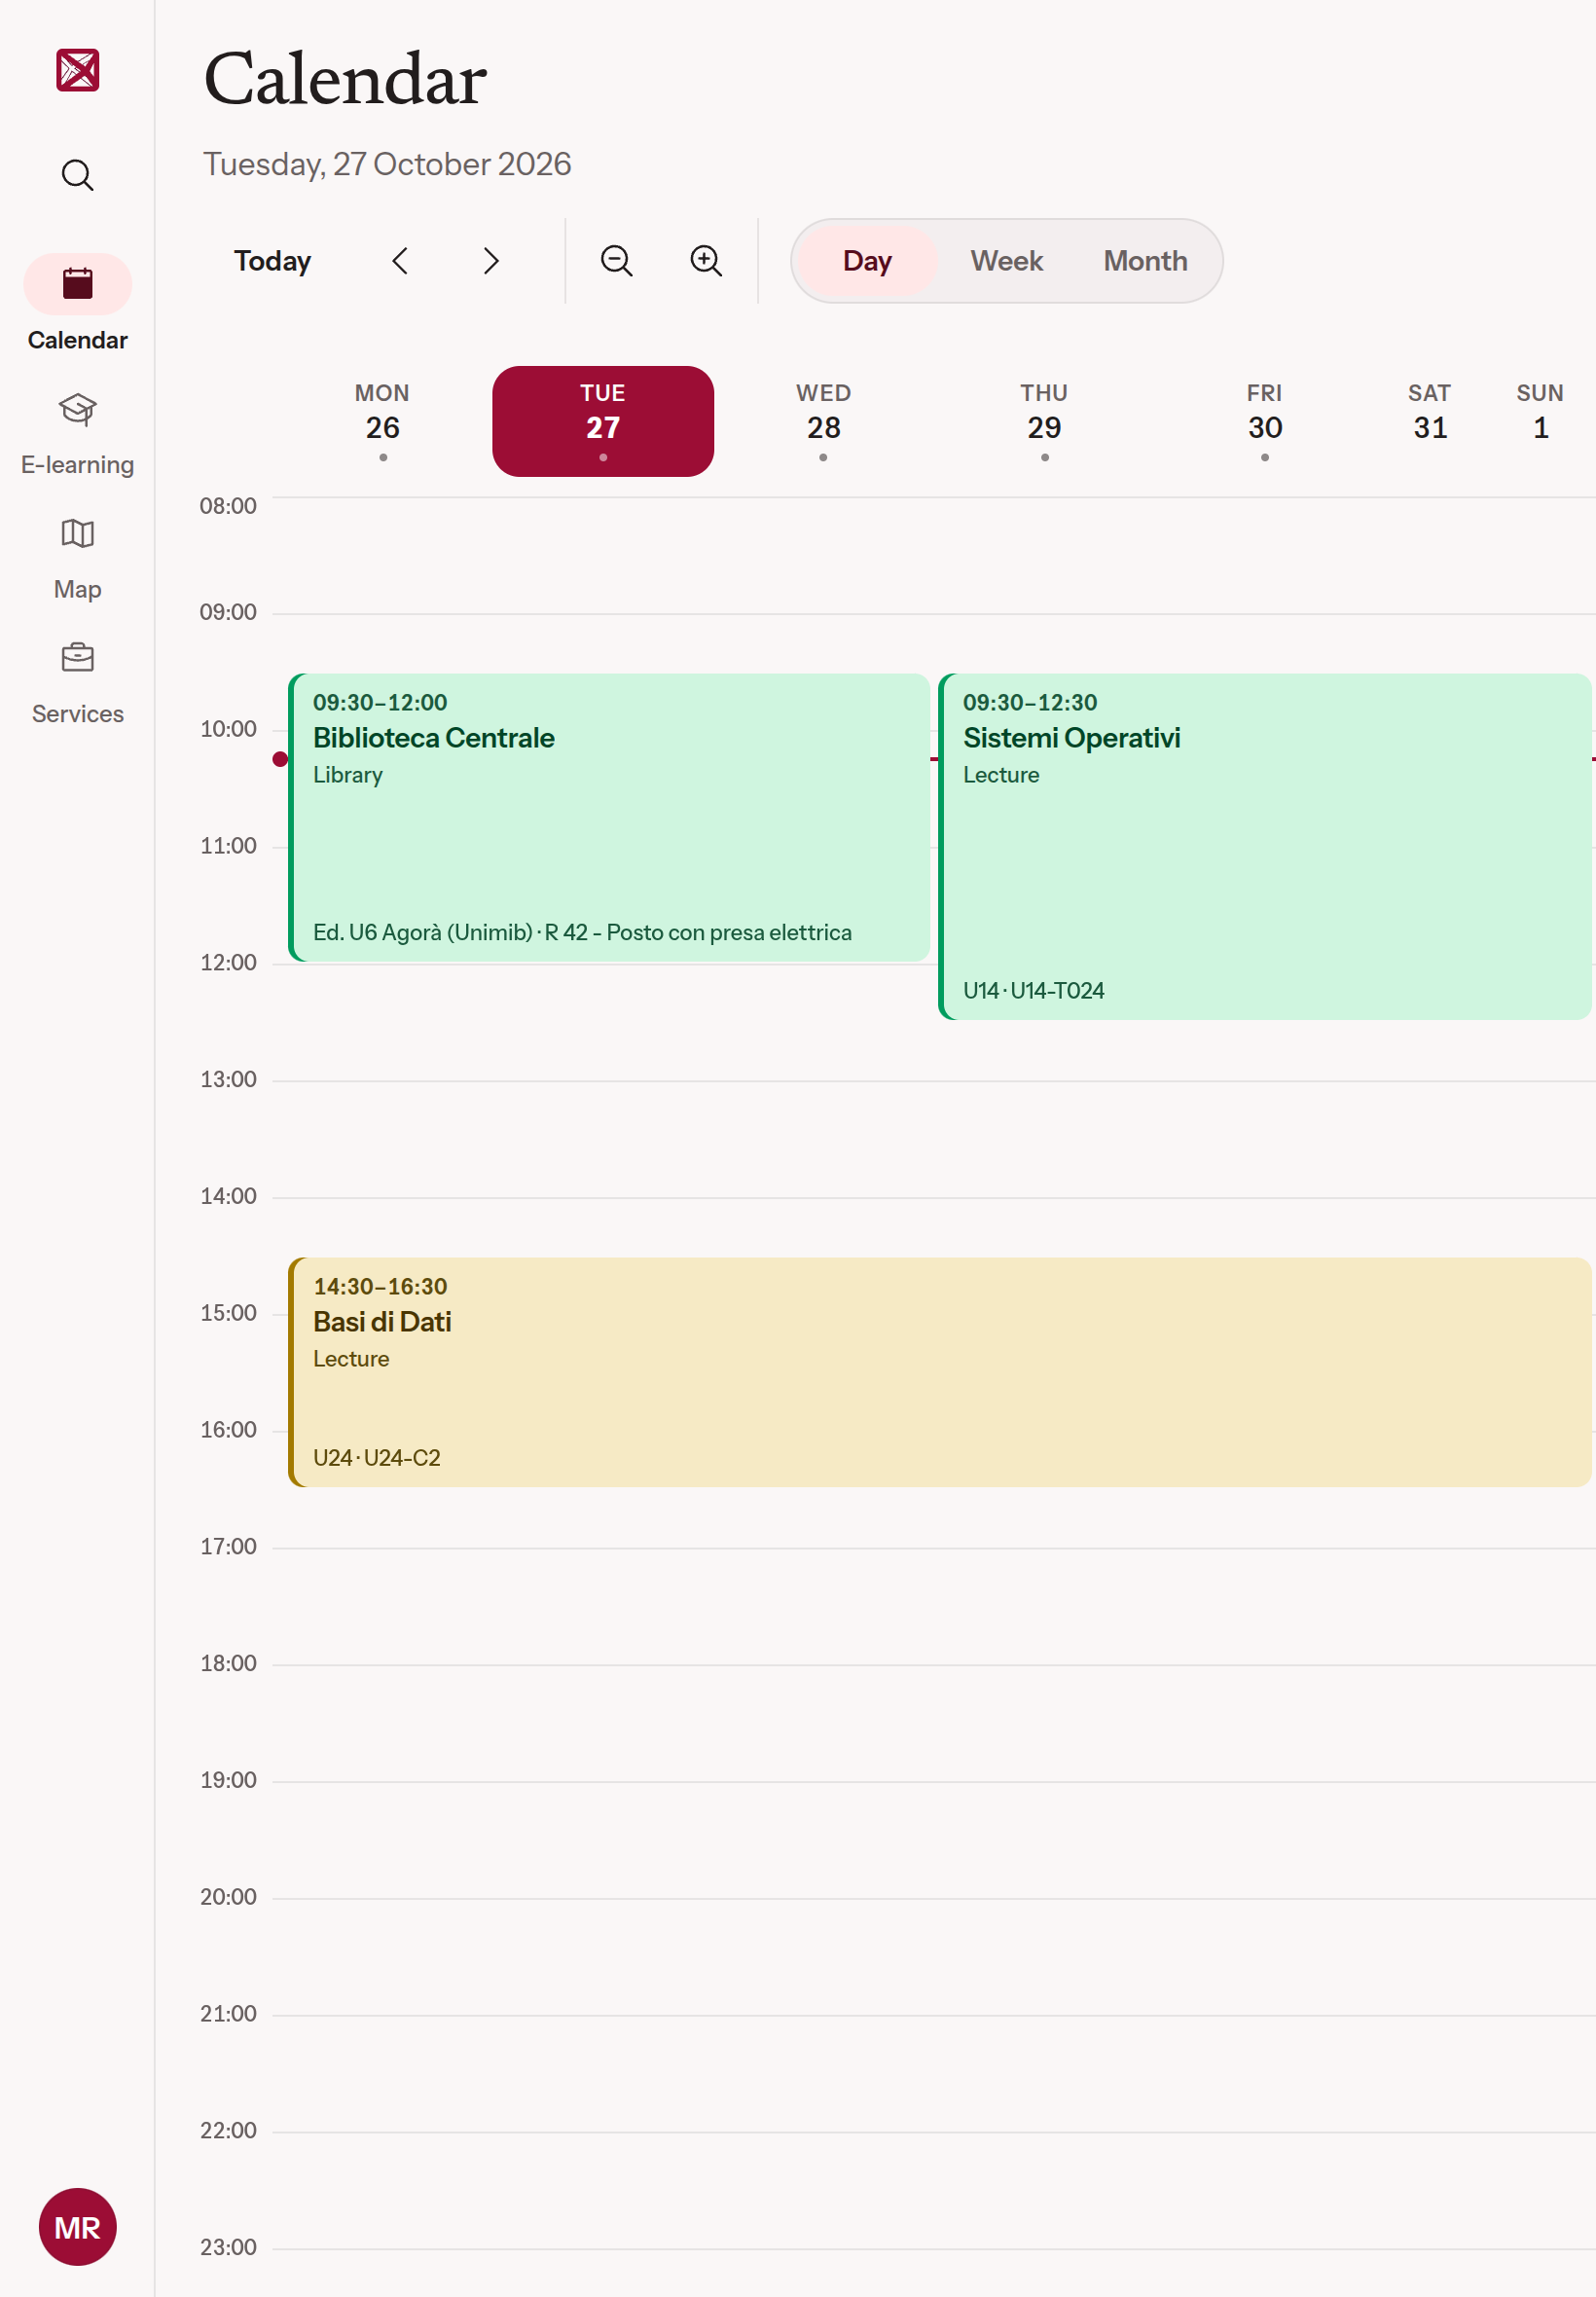 Calendar
Tuesday, 27 October 2026
Today
Day Week Month
Calendar
E-learning
Map
Services
MON TUE WED THU FRI SAT SUN
26 27 28 29 30 31 1
08:00
09:00
09:30–12:00
Biblioteca Centrale
Library
Ed. U6 Agorà (Unimib) · R 42 - Posto con presa elettrica
09:30–12:30
Sistemi Operativi
Lecture
U14 · U14-T024
10:00
11:00
12:00
13:00
14:00
14:30–16:30
Basi di Dati
Lecture
U24 · U24-C2
15:00
16:00
17:00
18:00
19:00
20:00
21:00
22:00
23:00
MR